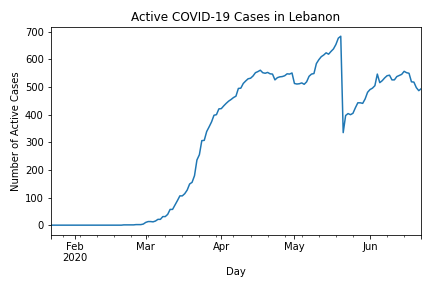 Active COVID-19 Cases in Lebanon
Number of Active Cases
700
600
500
400
300
200
100
0
Feb
2020
Mar
Apr
May
Jun
Day